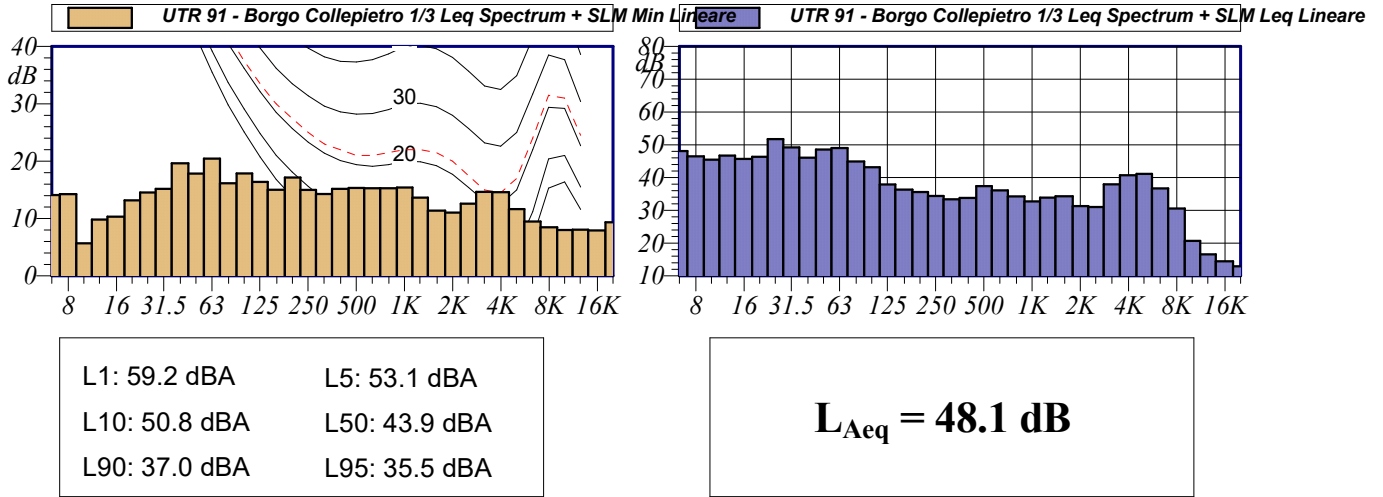 UTR 91 - Borgo Collepietro 1/3 Leq Spectrum + SLM Min Lineare
UTR 91 - Borgo Collepietro 1/3 Leq Spectrum + SLM Leq Lineare
40
dB
30
20
10
0
30
20
8 16 31.5 63 125 250 500 1K 2K 4K 8K 16K
80
dB
70
60
50
40
30
20
10
8 16 31.5 63 125 250 500 1K 2K 4K 8K 16K
L1: 59.2 dBA L5: 53.1 dBA
L10: 50.8 dBA L50: 43.9 dBA
L90: 37.0 dBA L95: 35.5 dBA
LAeq = 48.1 dB